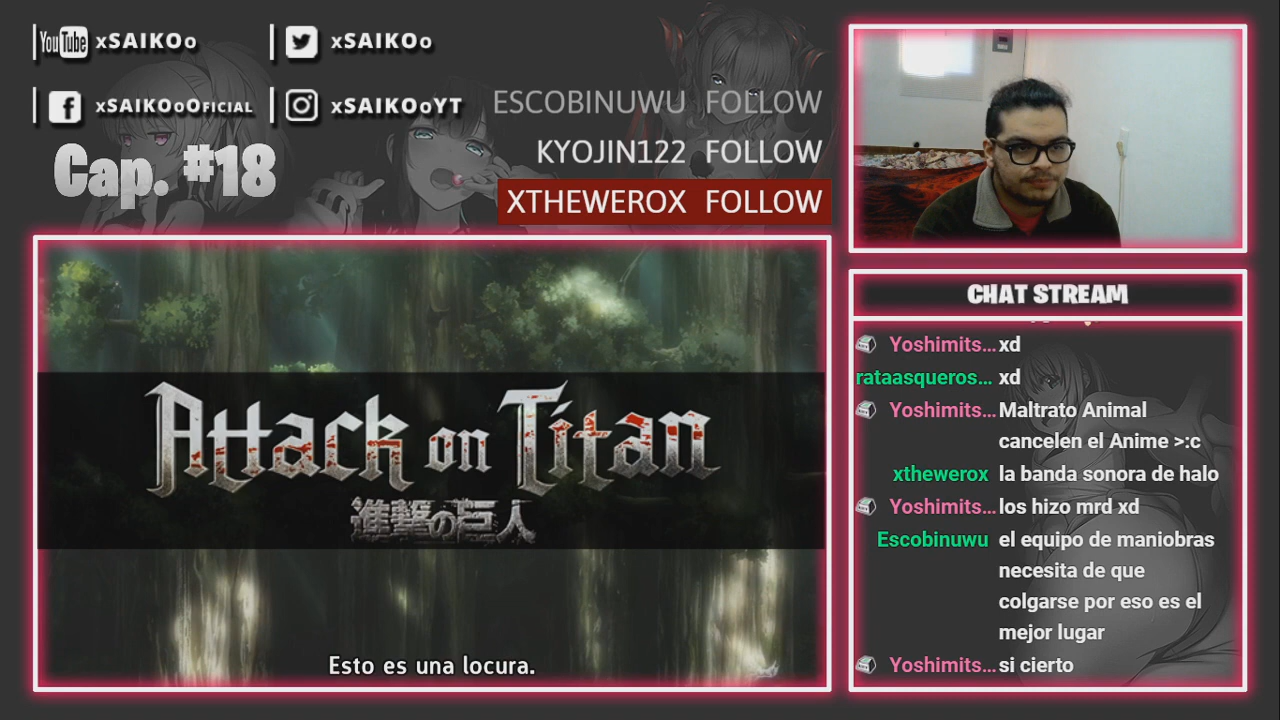 YouTube xSAIKOo
xSAIKOo
xSAIKOoOficial
xSAIKOoYT
ESCOBINUWU FOLLOW
KYOJIN122 FOLLOW
XTHEWEROX FOLLOW
Cap. #18
Attack on Titan
進撃の巨人
Esto es una locura.
CHAT STREAM
Yoshimits... xd
rataasqueros... xd
Yoshimits... Maltrato Animal
cancelen el Anime >:c
xthewerox la banda sonora de halo
Yoshimits... los hizo mrd xd
Escobinuwu el equipo de maniobras
necesita de que
colgarse por eso es el
mejor lugar
Yoshimits... si cierto